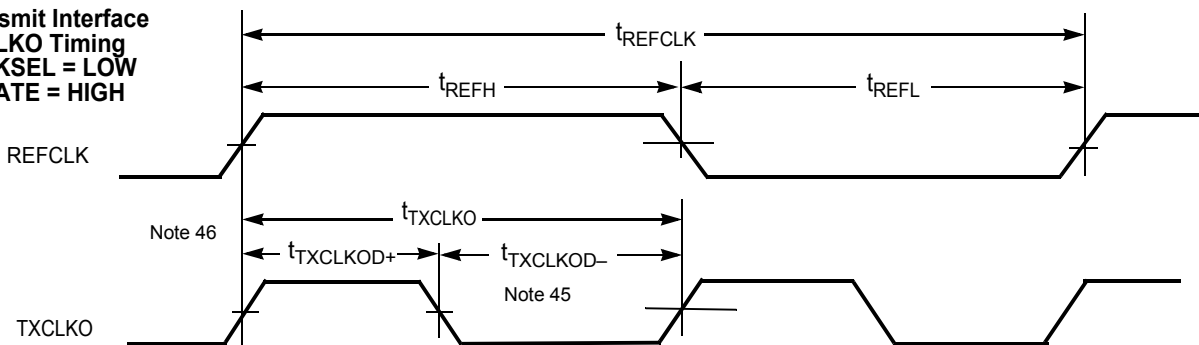 smit Interface
LKO Timing
KSEL = LOW
ATE = HIGH
tREFCLK
tREFH
tREFL
REFCLK
tTXCLKO
Note 46
tTXCLKOD+
tTXCLKOD–
Note 45
TXCLKO